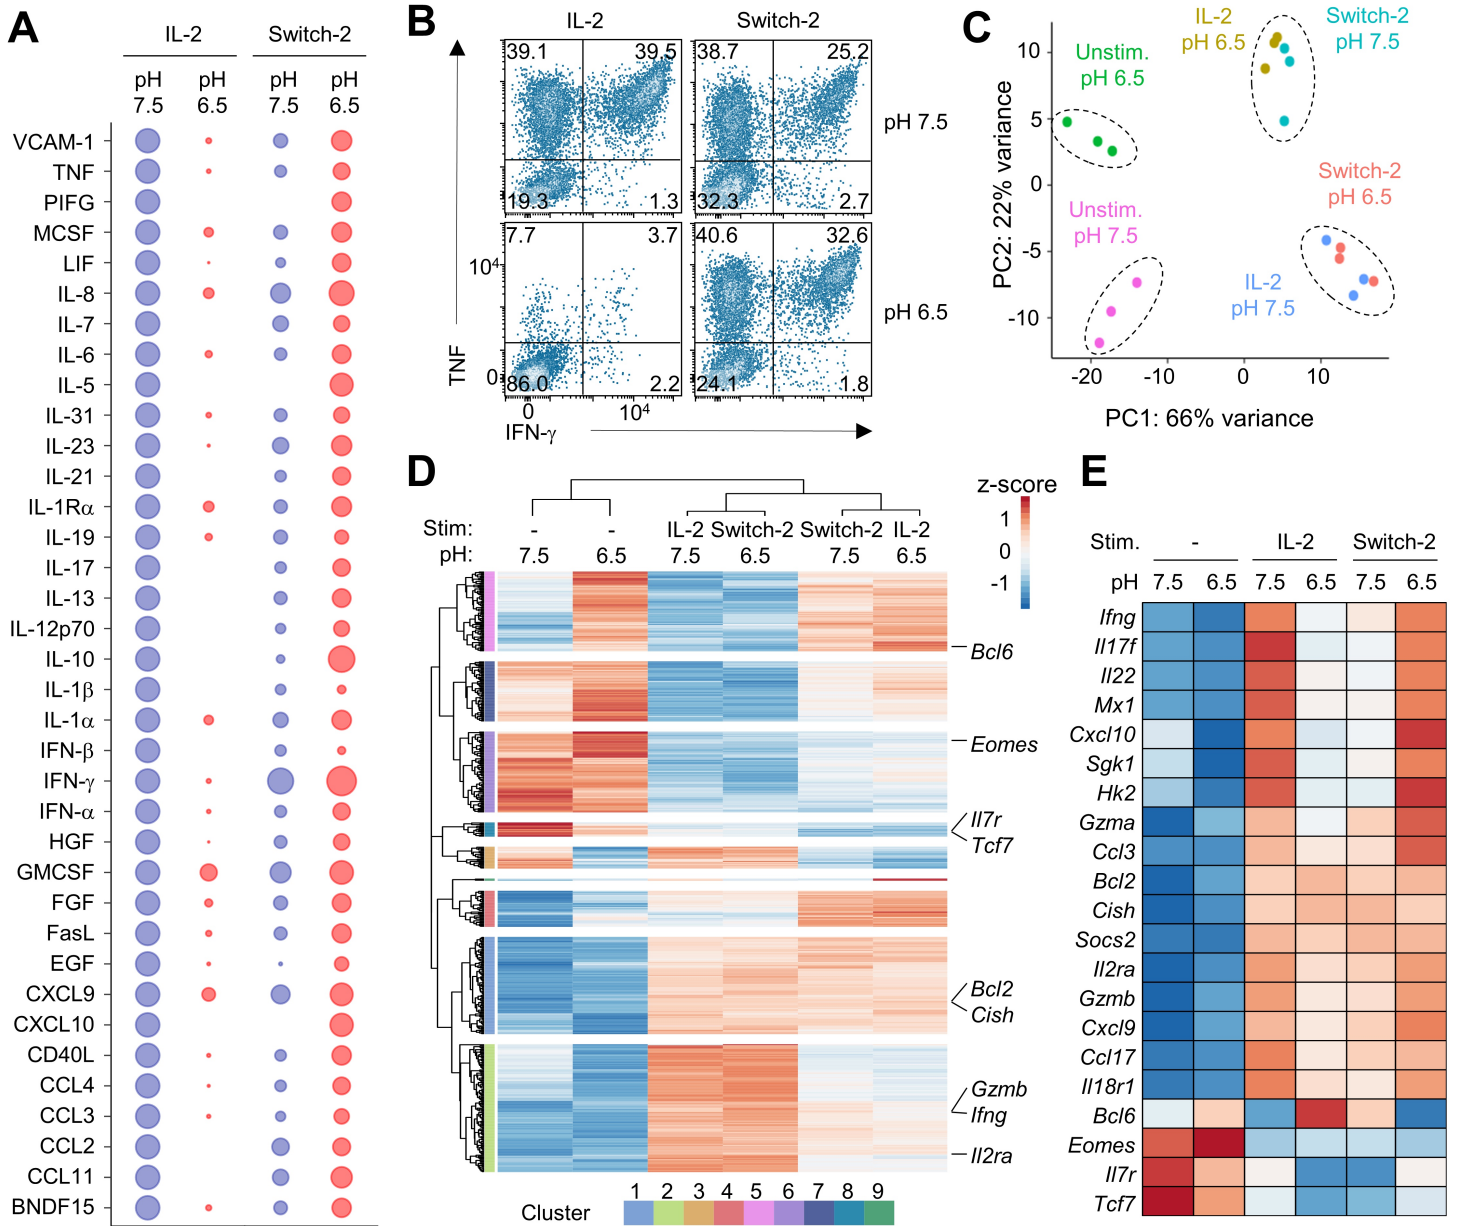 A
IL-2 Switch-2
pH pH pH pH
7.5 6.5 7.5 6.5
VCAM-1
TNF
PIFG
MCSF
LIF
IL-8
IL-7
IL-6
IL-5
IL-31
IL-23
IL-21
IL-1Rα
IL-19
IL-17
IL-13
IL-12p70
IL-10
IL-1β
IL-1α
IFN-β
IFN-γ
IFN-α
HGF
GMCSF
FGF
FasL
EGF
CXCL9
CXCL10
CD40L
CCL4
CCL3
CCL2
CCL11
BNDF15
B
IL-2 Switch-2
39.1 39.5 38.7 25.2
pH 7.5
19.3 1.3 32.3 2.7
7.7 3.7 40.6 32.6
10⁴
pH 6.5
TNF
0
86.0 2.2 24.1 1.8
0 10⁴
IFN-γ
C
IL-2 Switch-2
pH 6.5 pH 7.5
Unstim.
pH 6.5
Switch-2
pH 6.5
Unstim.
pH 7.5
IL-2
pH 7.5
PC2: 22% variance
10
5
0
-5
-10
-20 -10 0 10
PC1: 66% variance
D
z-score
1
0
-1
Stim: - - IL-2 Switch-2 Switch-2 IL-2
pH: 7.5 6.5 7.5 6.5 7.5 6.5
Bcl6
Eomes
Il7r
Tcf7
Bcl2
Cish
Gzmb
Ifng
Il2ra
1 2 3 4 5 6 7 8 9
Cluster
E
Stim. - IL-2 Switch-2
pH 7.5 6.5 7.5 6.5 7.5 6.5
Ifng
Il17f
Il22
Mx1
Cxcl10
Sgk1
Hk2
Gzma
Ccl3
Bcl2
Cish
Socs2
Il2ra
Gzmb
Cxcl9
Ccl17
Il18r1
Bcl6
Eomes
Il7r
Tcf7